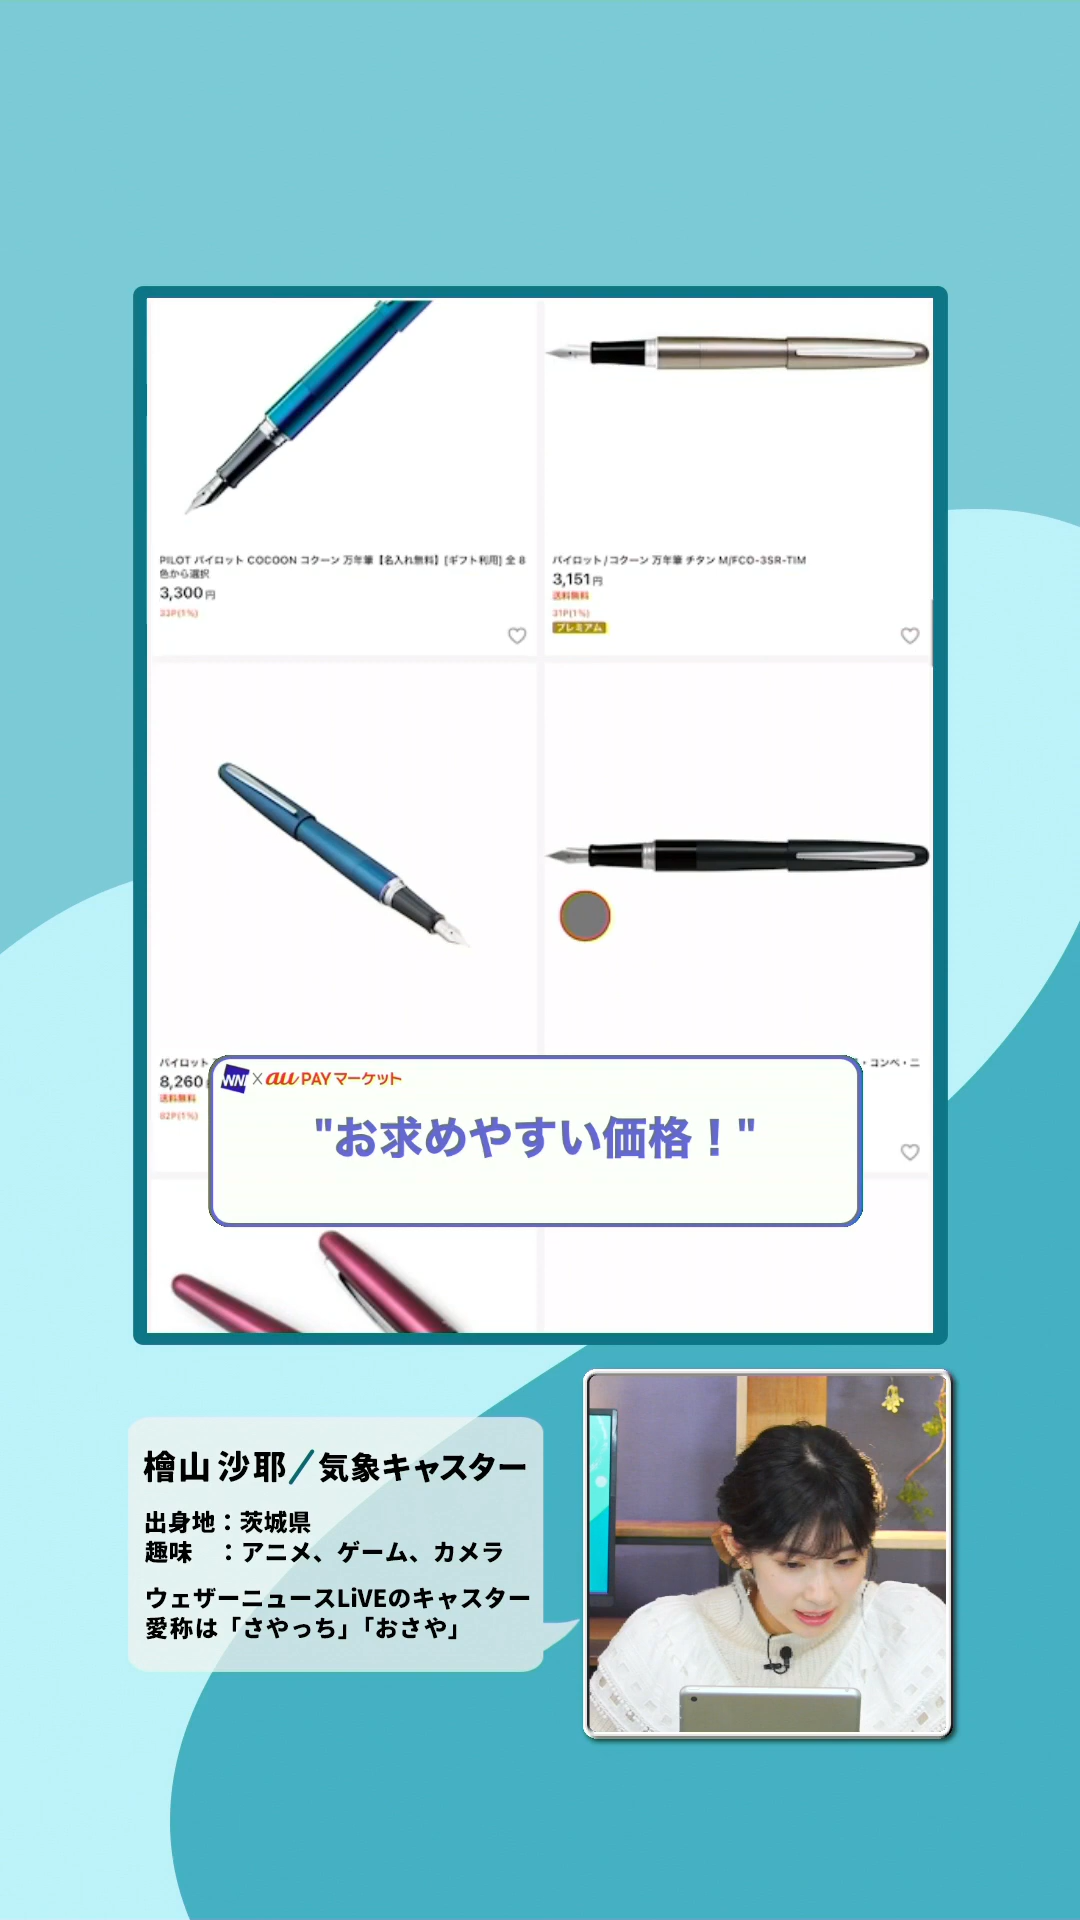 PILOT パイロット COCOON コクーン 万年筆【名入れ無料】[ギフト利用] 全 8
色から選択
3,300円
33P(1%)
パイロット / コクーン 万年筆 チタン M/FCO-3SR-TIM
3,151円
送料無料
31P(1%)
プレミアム
パイロット
8,260
送料無料
82P(1%)
・コンペ・ニ
WNI×au PAY マーケット
"お求めやすい価格！"
檜山 沙耶／気象キャスター
出身地：茨城県
趣味　：アニメ、ゲーム、カメラ
ウェザーニュースLiVEのキャスター
愛称は「さやっち」「おさや」